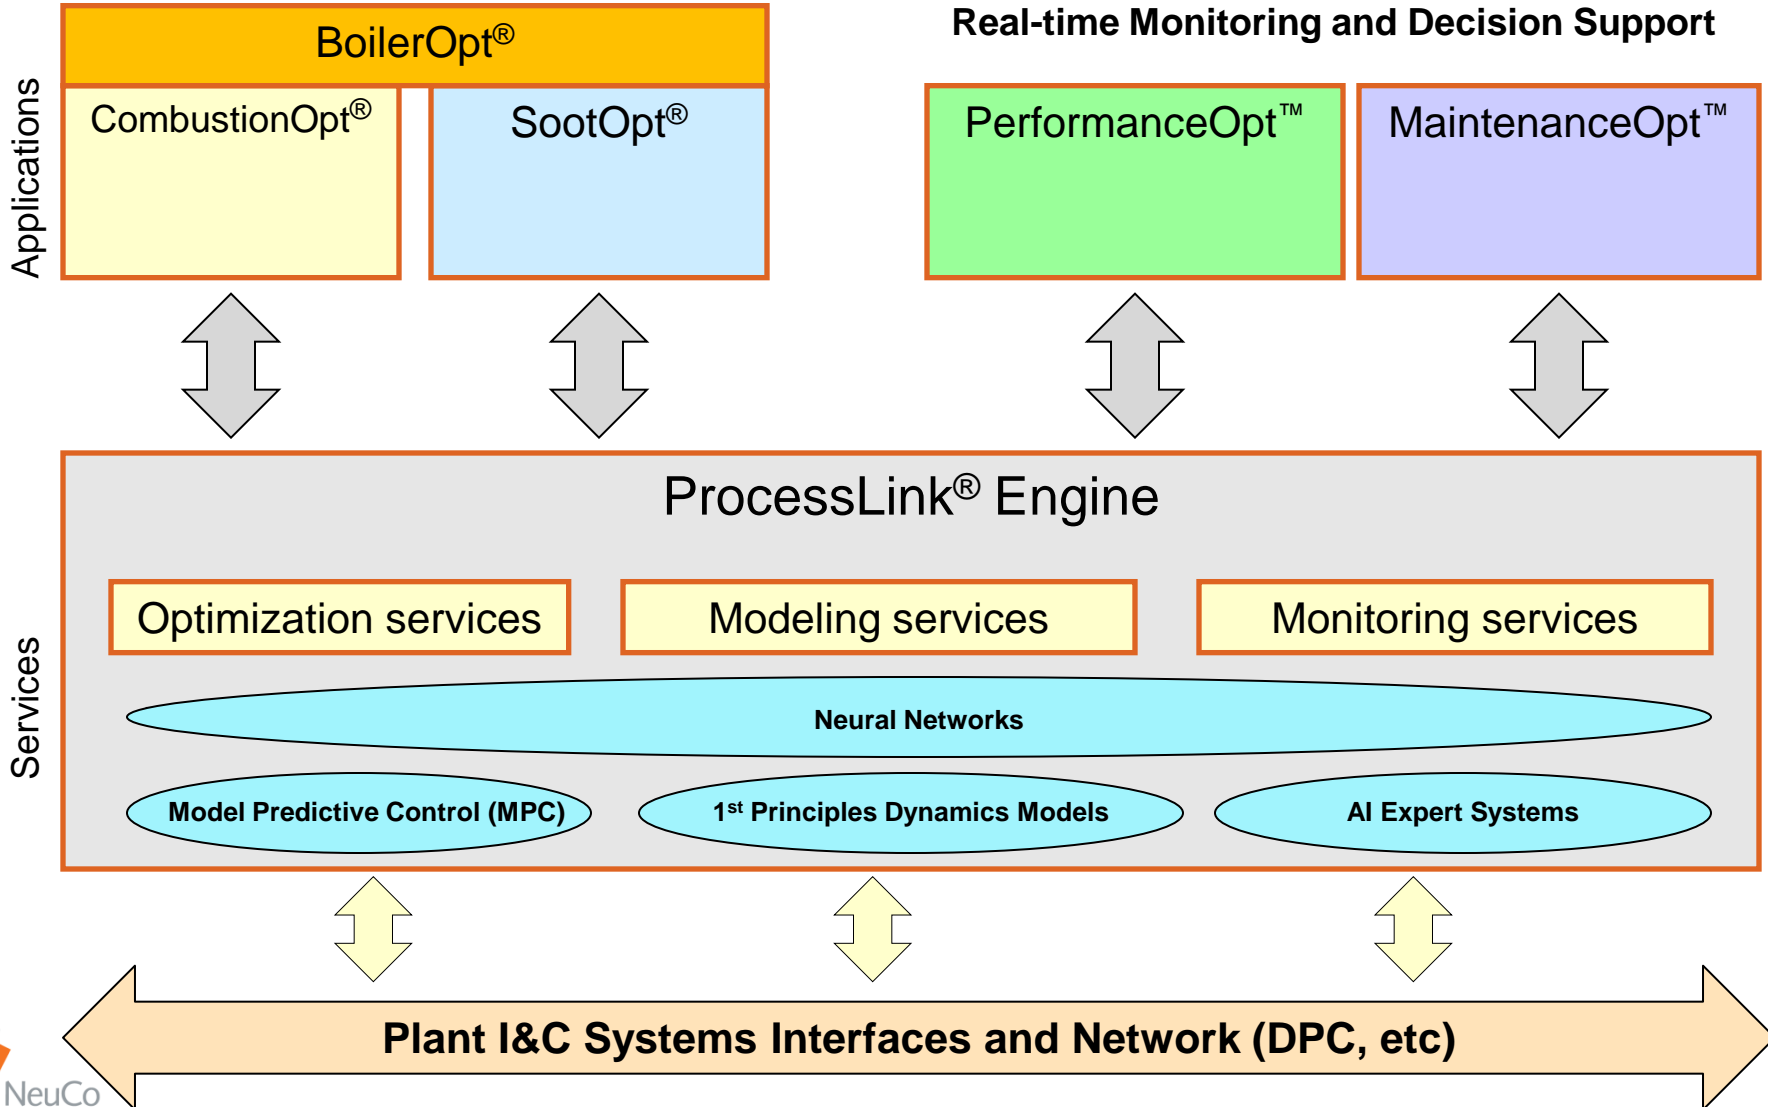 Real-time Monitoring and Decision Support
BoilerOpt®
CombustionOpt®
SootOpt®
PerformanceOpt™
MaintenanceOpt™
Applications
ProcessLink® Engine
Optimization services
Modeling services
Monitoring services
Services
Neural Networks
Model Predictive Control (MPC)
1st Principles Dynamics Models
AI Expert Systems
Plant I&C Systems Interfaces and Network (DPC, etc)
NeuCo